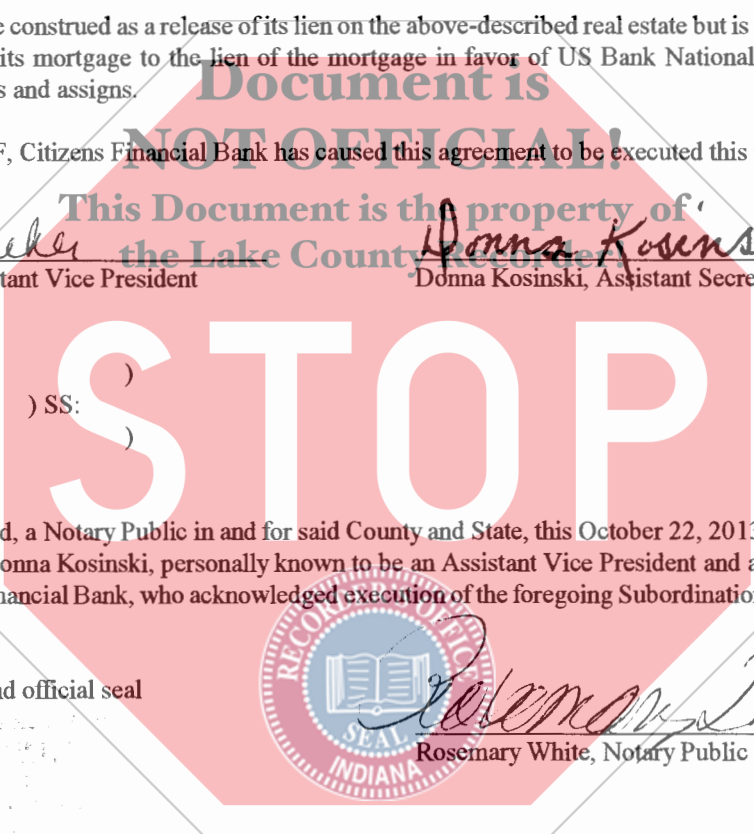 e construed as a release of its lien on the above-described real estate but is
its mortgage to the lien of the mortgage in favor of US Bank National
s and assigns.
Document is
NOT OFFICIAL!
F, Citizens Financial Bank has caused this agreement to be executed this
This Document is the property of
the Lake County Recorder!
eker
Donna Kosins
tant Vice President
Donna Kosinski, Assistant Secre
STOP
)
) SS:
)
d, a Notary Public in and for said County and State, this October 22, 2013
onna Kosinski, personally known to be an Assistant Vice President and a
nancial Bank, who acknowledged execution of the foregoing Subordination
RECORDER'S OFFICE
SEAL
INDIANA
nd official seal
Rosemary
Rosemary White, Notary Public